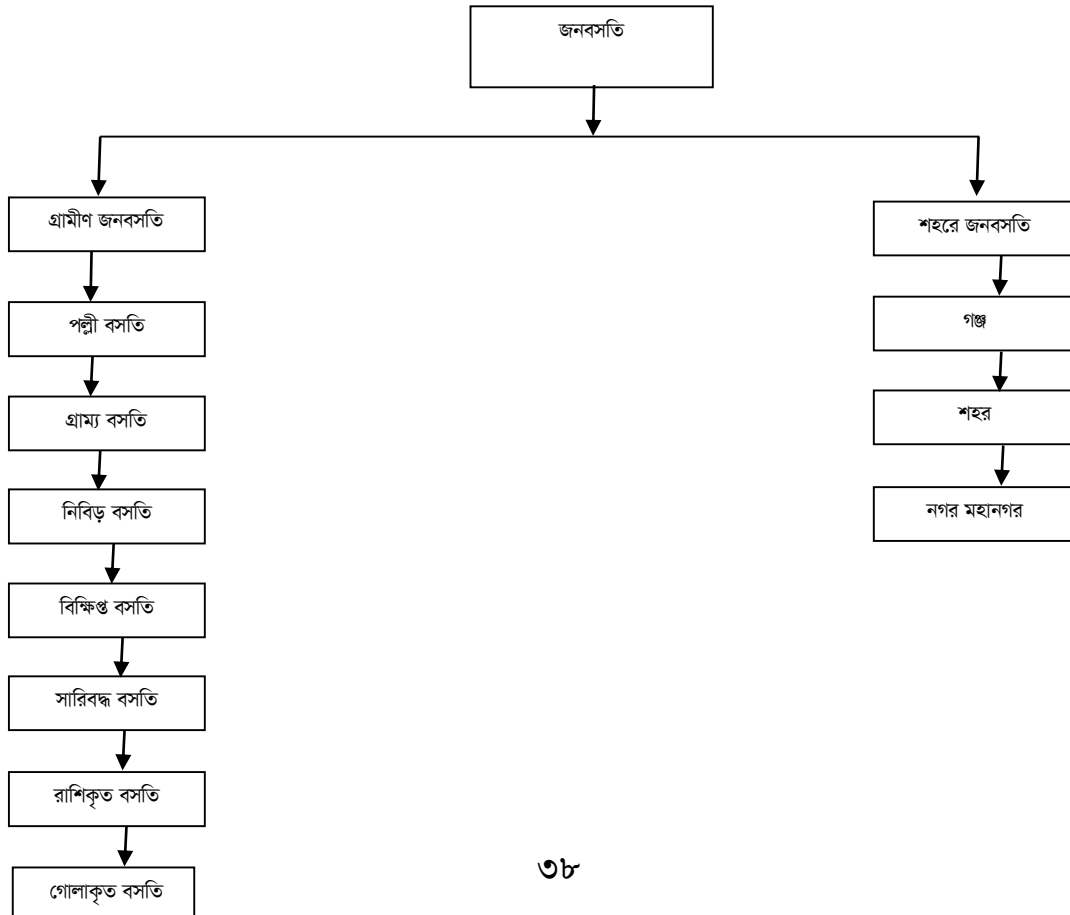 জনবসতি
গ্রামীণ জনবসতি
শহরে জনবসতি
পল্লী বসতি
গঞ্জ
গ্রাম্য বসতি
শহর
নিবিড় বসতি
নগর মহানগর
বিক্ষিপ্ত বসতি
সারিবদ্ধ বসতি
রাশিকৃত বসতি
৩৮
গোলাকৃত বসতি